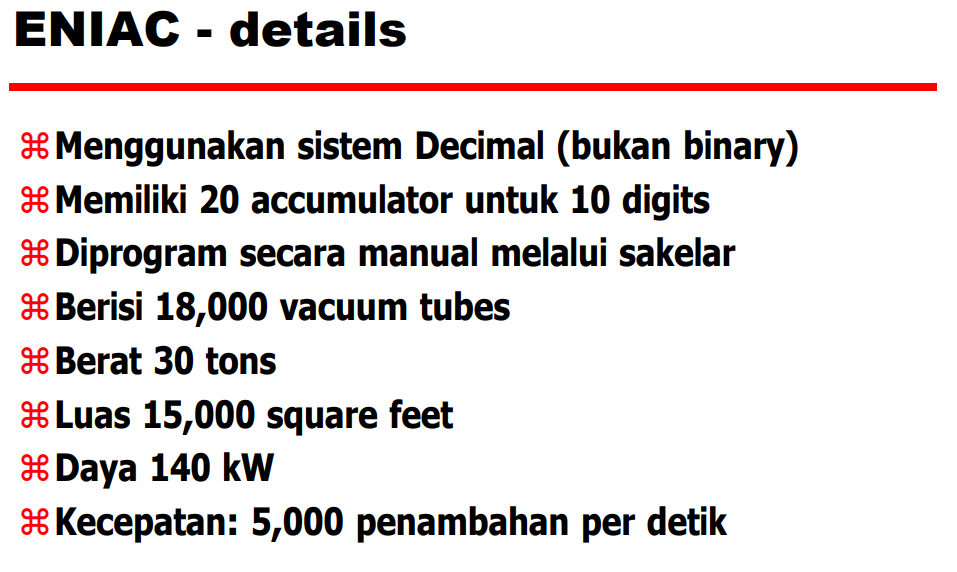 ENIAC - details
⌘Menggunakan sistem Decimal (bukan binary)
⌘Memiliki 20 accumulator untuk 10 digits
⌘Diprogram secara manual melalui sakelar
⌘Berisi 18,000 vacuum tubes
⌘Berat 30 tons
⌘Luas 15,000 square feet
⌘Daya 140 kW
⌘Kecepatan: 5,000 penambahan per detik